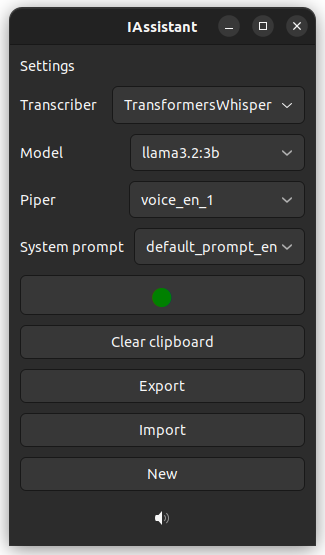 IAssistant
Settings
Transcriber TransformersWhisper
Model llama3.2:3b
Piper voice_en_1
System prompt default_prompt_en
Clear clipboard
Export
Import
New